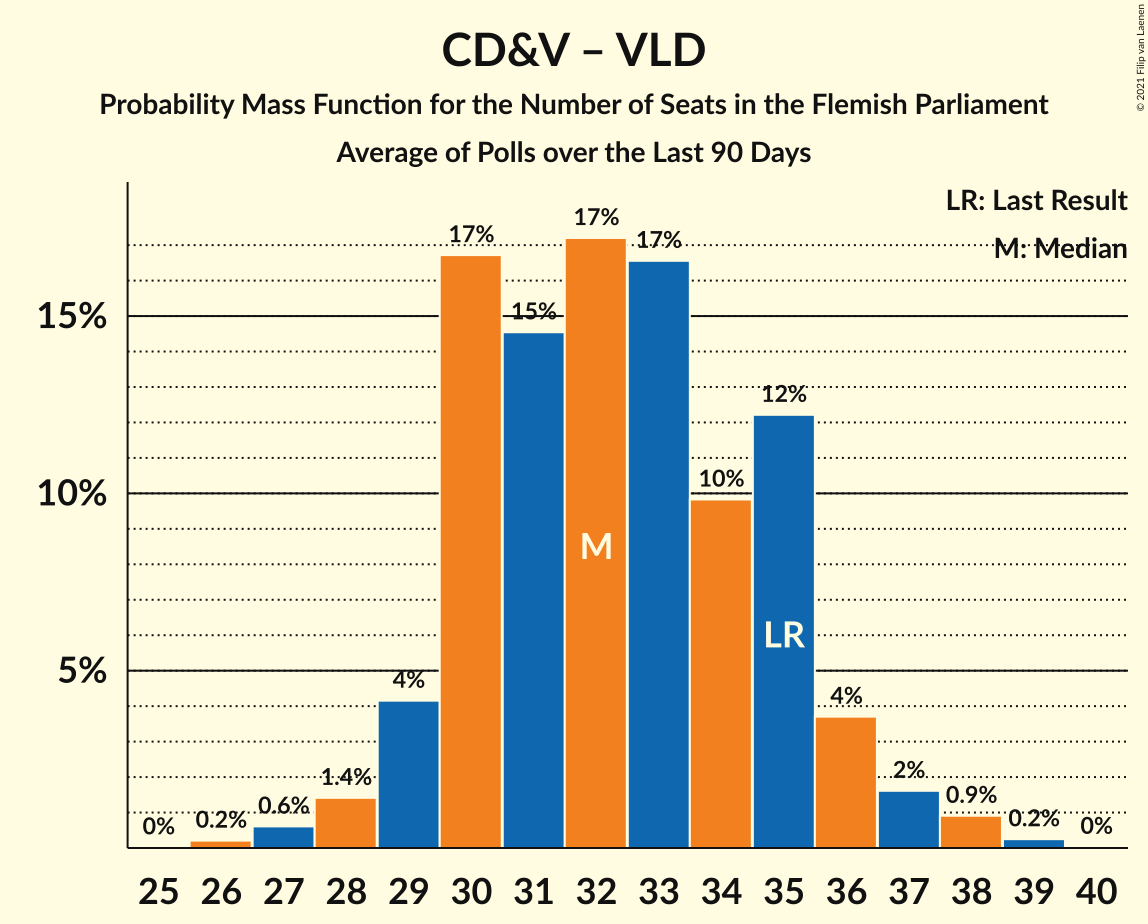 CD&V – VLD
Probability Mass Function for the Number of Seats in the Flemish Parliament
Average of Polls over the Last 90 Days
© 2021 Filip van Laenen
LR: Last Result
M: Median
15%
10%
5%
0%
0.2%
0.6%
1.4%
4%
17%
15%
17%
17%
10%
12%
4%
2%
0.9%
0.2%
0%
M
LR
25 26 27 28 29 30 31 32 33 34 35 36 37 38 39 40